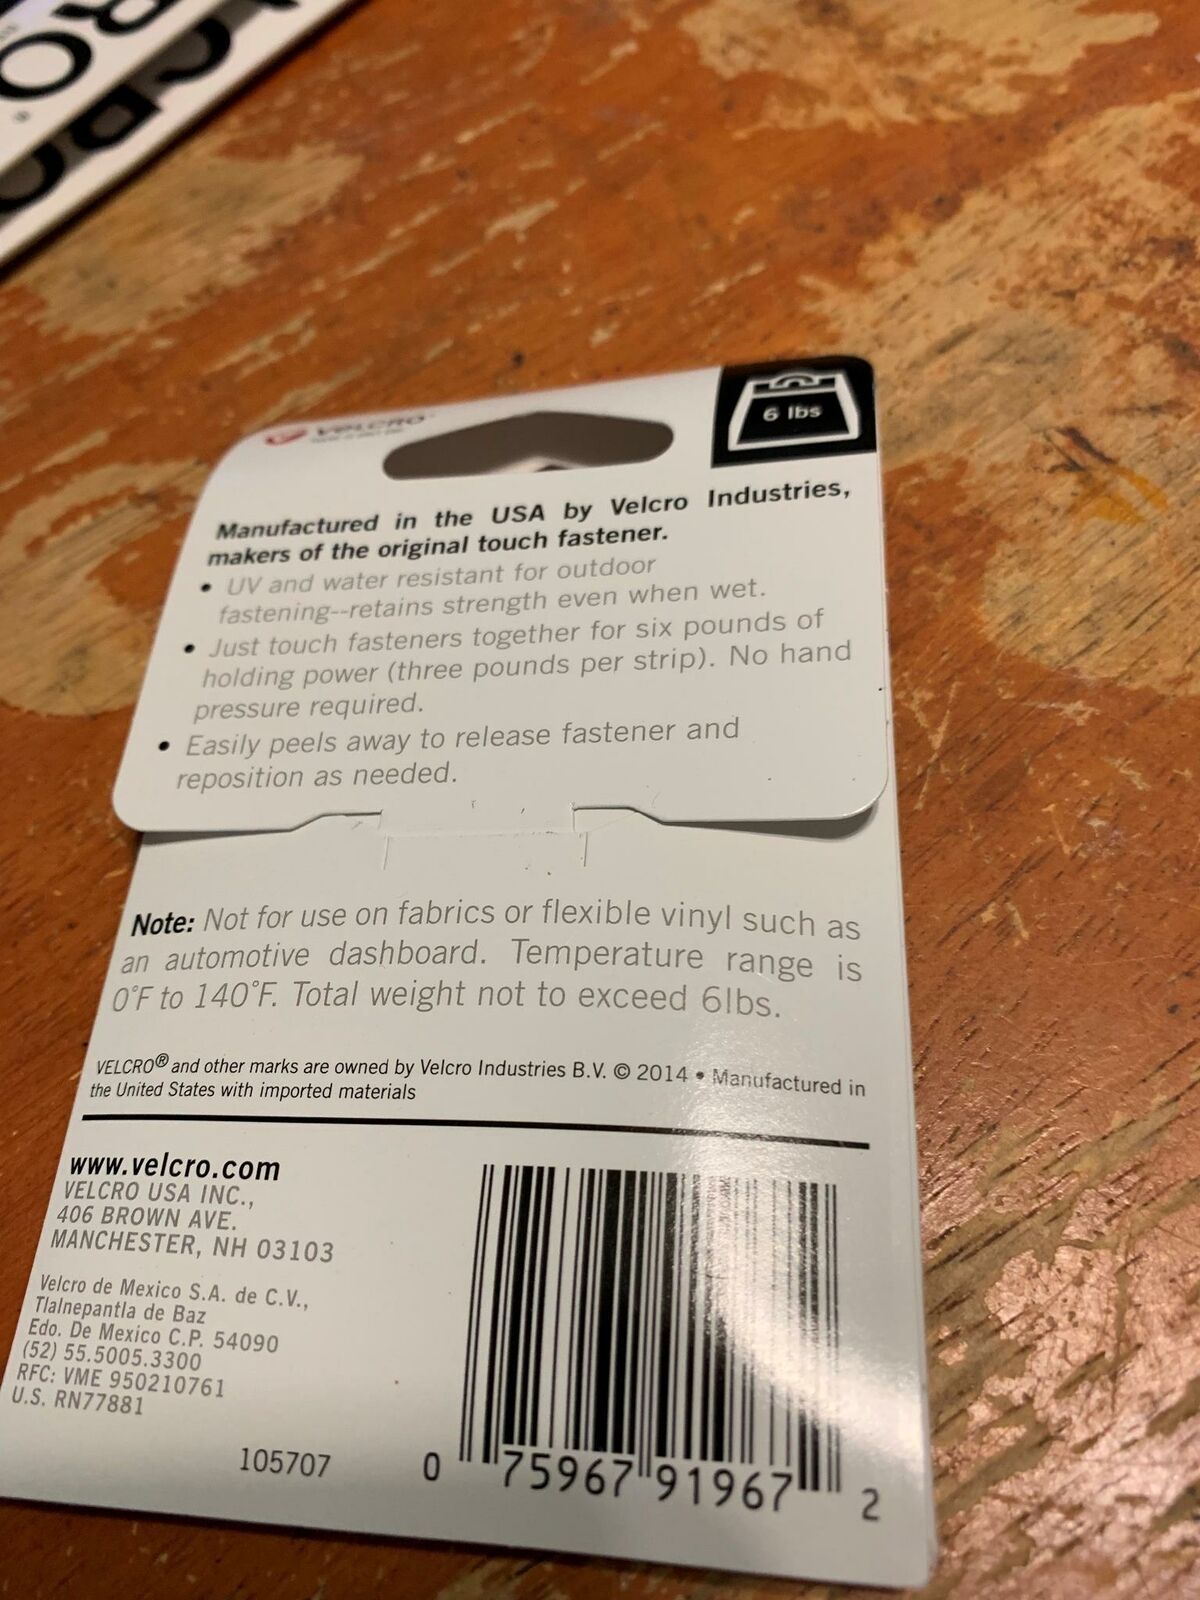 RO
CRO
VELCRO
6 lbs
Manufactured in the USA by Velcro Industries,
makers of the original touch fastener.
• UV and water resistant for outdoor
fastening--retains strength even when wet.
• Just touch fasteners together for six pounds of
holding power (three pounds per strip). No hand
pressure required.
• Easily peels away to release fastener and
reposition as needed.
Note: Not for use on fabrics or flexible vinyl such as
an automotive dashboard. Temperature range is
0°F to 140°F. Total weight not to exceed 6lbs.
VELCRO® and other marks are owned by Velcro Industries B.V. © 2014 • Manufactured in
the United States with imported materials
www.velcro.com
VELCRO USA INC.,
406 BROWN AVE.
MANCHESTER, NH 03103
Velcro de Mexico S.A. de C.V.,
Tlalnepantla de Baz
Edo. De Mexico C.P. 54090
(52) 55.5005.3300
RFC: VME 950210761
U.S. RN77881
105707
0 75967 91967 2